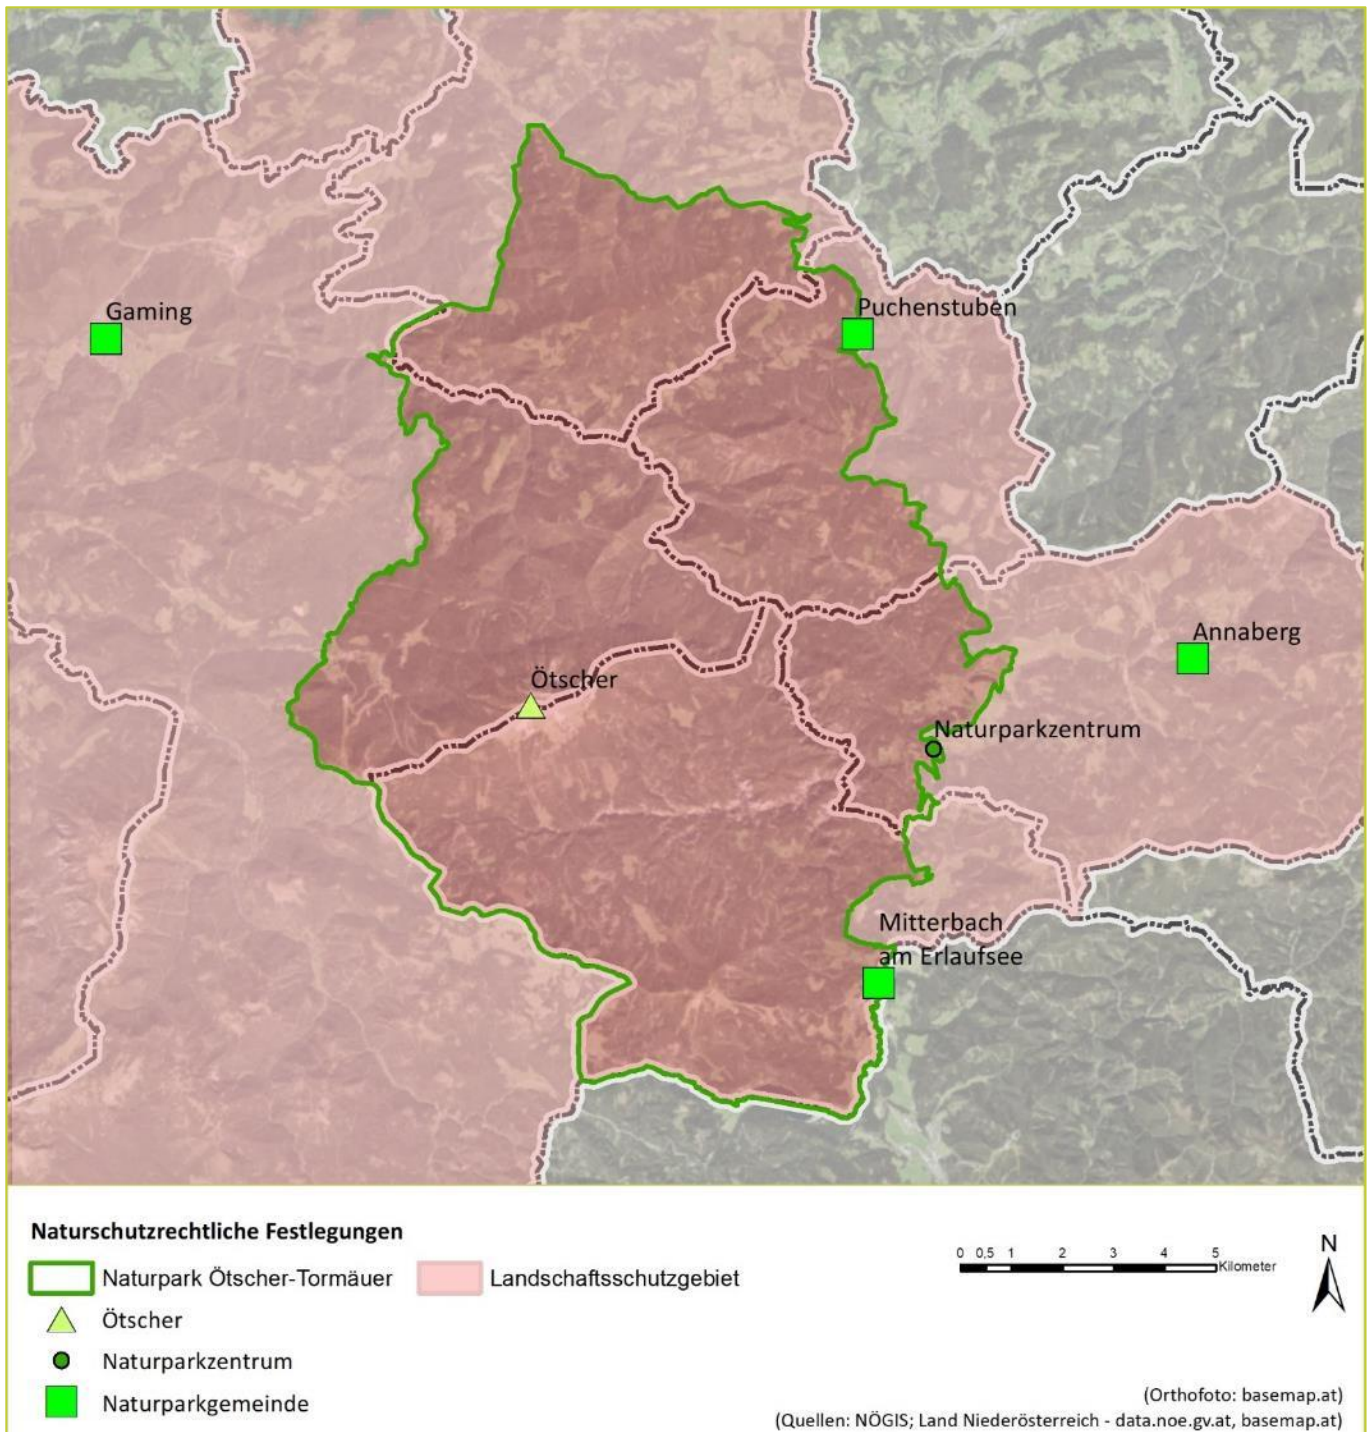 Gaming
Puchenstuben
Annaberg
Ötscher
Naturparkzentrum
Mitterbach
am Erlaufsee
Naturschutzrechtliche Festlegungen
Naturpark Ötscher-Tormäuer
Landschaftsschutzgebiet
Ötscher
Naturparkzentrum
Naturparkgemeinde
0 0,5 1 2 3 4 5
Kilometer
N
(Orthofoto: basemap.at)
(Quellen: NÖGIS; Land Niederösterreich - data.noe.gv.at, basemap.at)